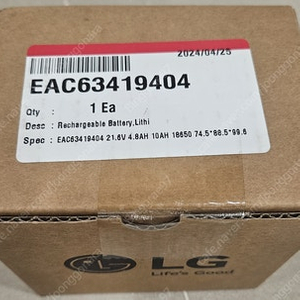 2024/04/25
EAC63419404
Qty : 1 Ea
Desc : Rechargeable Battery,Lithi
Spec : EAC63419404 21.6V 4.8AH 10AH 18650 74.5*88.5*99.6
LG
Life's Good